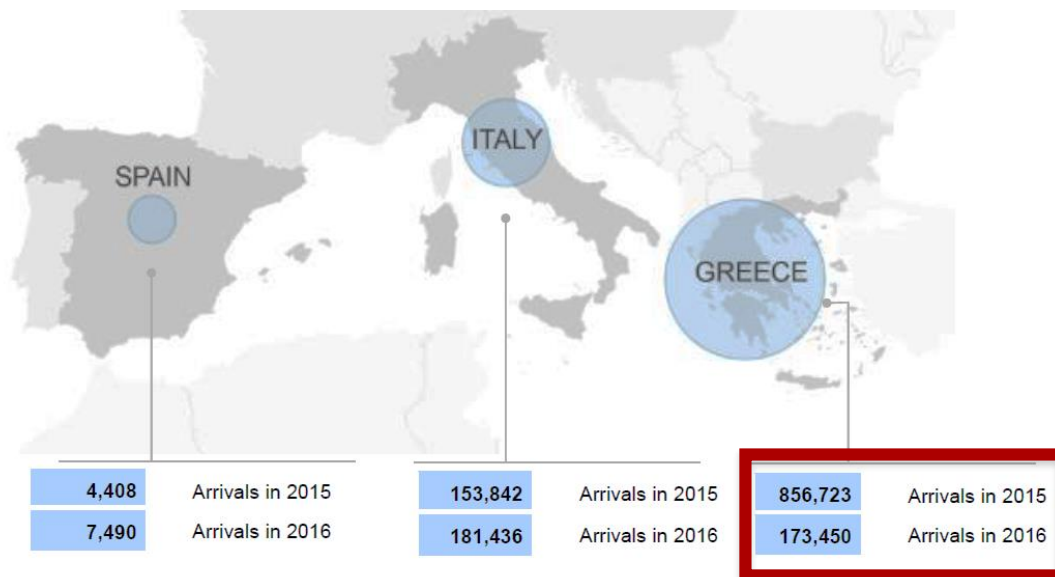 ITALY
SPAIN
GREECE
4,408 Arrivals in 2015
7,490 Arrivals in 2016
153,842 Arrivals in 2015
181,436 Arrivals in 2016
856,723 Arrivals in 2015
173,450 Arrivals in 2016